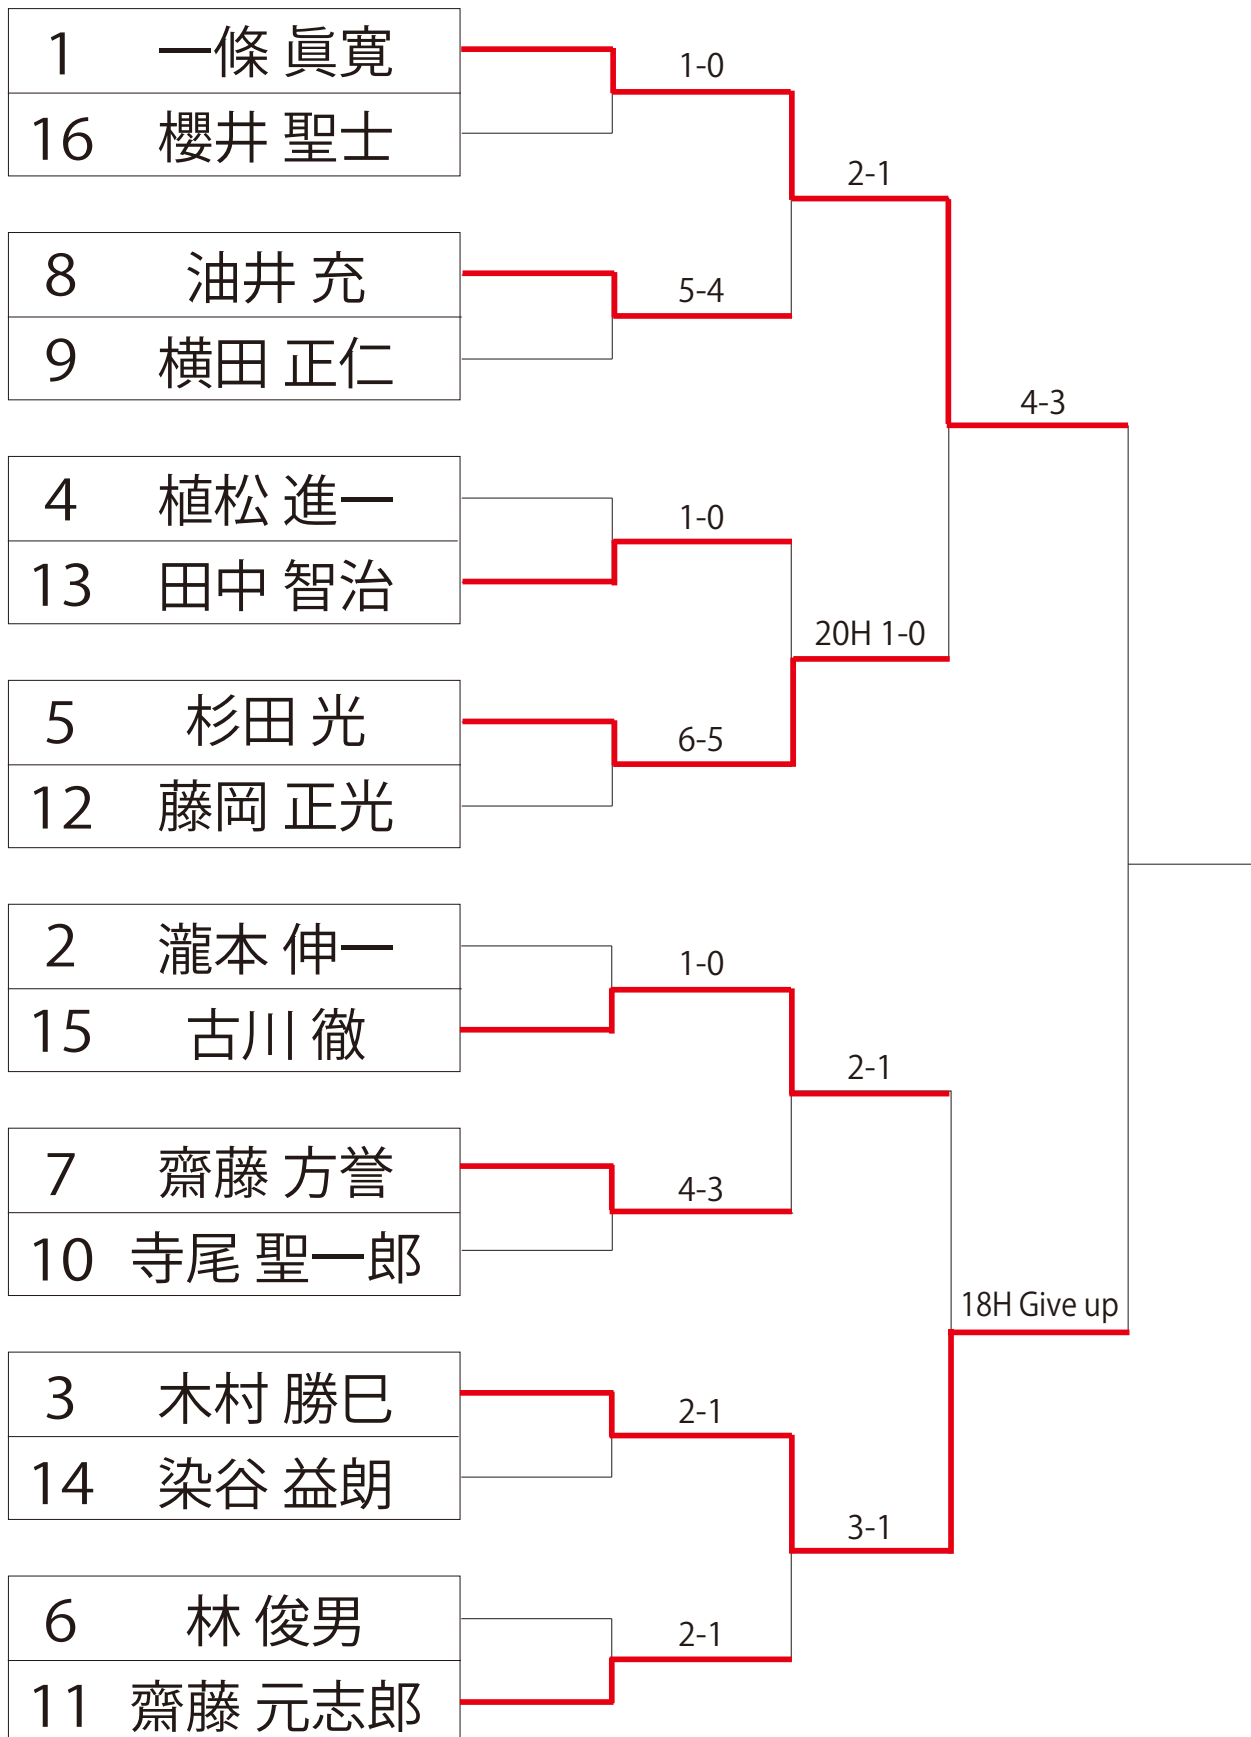 1 一條 眞寛
16 櫻井 聖士
8 油井 充
9 横田 正仁
4 植松 進一
13 田中 智治
5 杉田 光
12 藤岡 正光
2 瀧本 伸一
15 古川 徹
7 齋藤 方誉
10 寺尾 聖一郎
3 木村 勝巳
14 染谷 益朗
6 林 俊男
11 齋藤 元志郎
1-0
5-4
1-0
6-5
1-0
4-3
2-1
2-1
2-1
20H 1-0
2-1
3-1
4-3
18H Give up